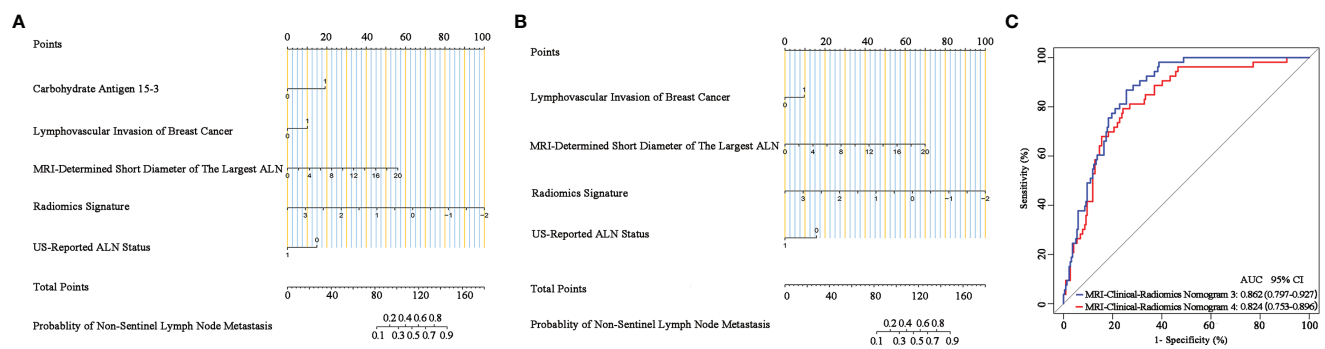 A
Points
0 20 40 60 80 100
Carbohydrate Antigen 15-3
0 1
Lymphovascular Invasion of Breast Cancer
0 1
MRI-Determined Short Diameter of The Largest ALN
0 4 8 12 16 20
Radiomics Signature
3 2 1 0 −1 −2
US-Reported ALN Status
1 0
Total Points
0 40 80 120 160
Probablity of Non-Sentinel Lymph Node Metastasis
0.2 0.4 0.6 0.8
0.1 0.3 0.5 0.7 0.9
B
Points
0 20 40 60 80 100
Lymphovascular Invasion of Breast Cancer
0 1
MRI-Determined Short Diameter of The Largest ALN
0 4 8 12 16 20
Radiomics Signature
3 2 1 0 −1 −2
US-Reported ALN Status
1 0
Total Points
0 40 80 120 160
Probablity of Non-Sentinel Lymph Node Metastasis
0.2 0.4 0.6 0.8
0.1 0.3 0.5 0.7 0.9
C
Sensitivity (%)
0 20 40 60 80 100
AUC 95% CI
MRI-Clinical-Radiomics Nomogram 3: 0.862 (0.797-0.927)
MRI-Clinical-Radiomics Nomogram 4: 0.824 (0.753-0.896)
0 20 40 60 80 100
1- Specificity (%)